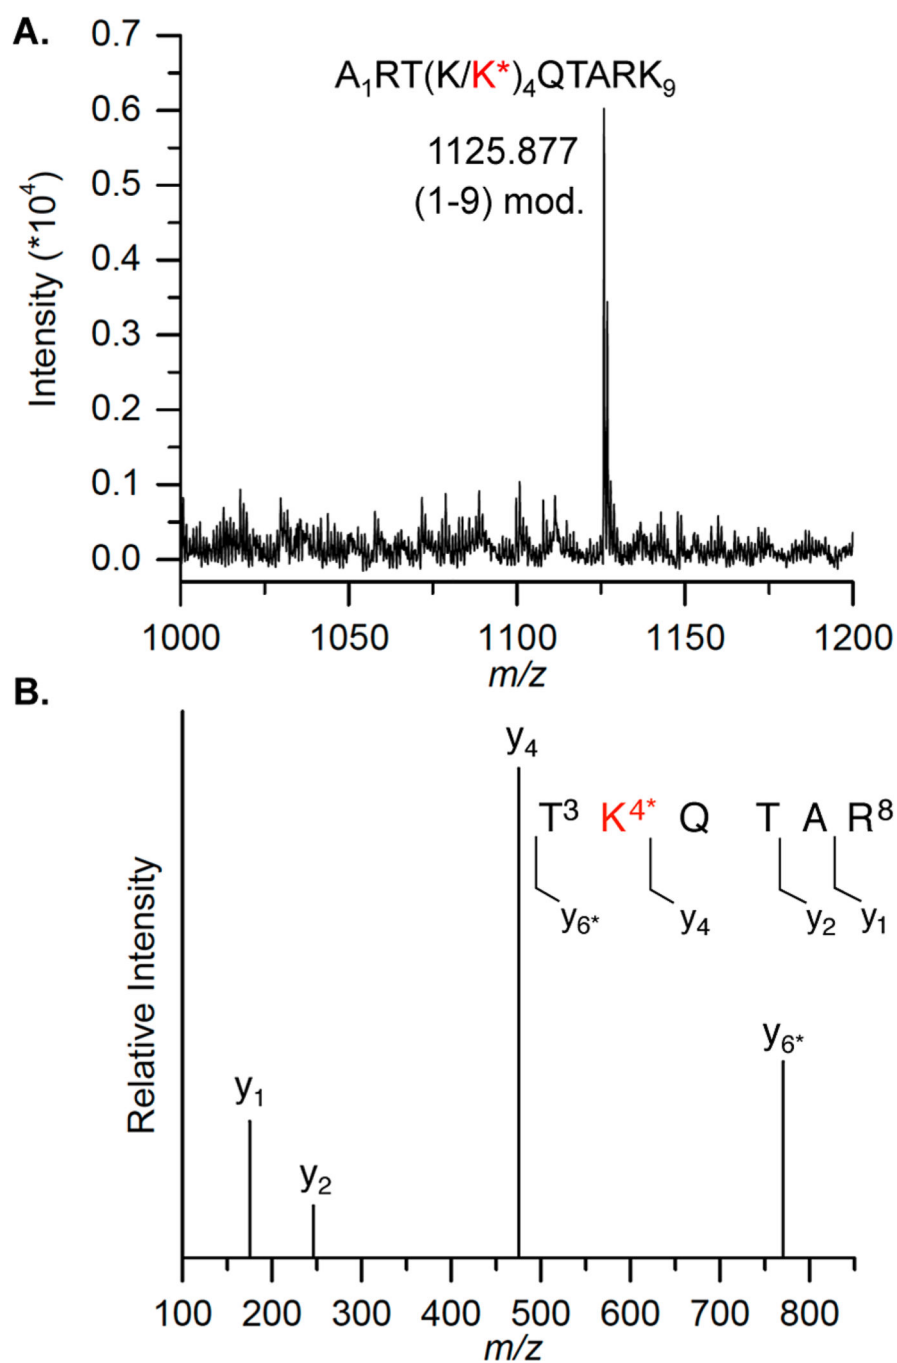 A.
A₁RT(K/K*)₄QTARK₉
1125.877
(1-9) mod.
Intensity (*10⁴)
0.7
0.6
0.5
0.4
0.3
0.2
0.1
0.0
1000 1050 1100 1150 1200
m/z
B.
y₄
T³ K⁴* Q T A R⁸
y₆* y₄ y₂ y₁
Relative Intensity
y₆*
y₁
y₂
100 200 300 400 500 600 700 800
m/z